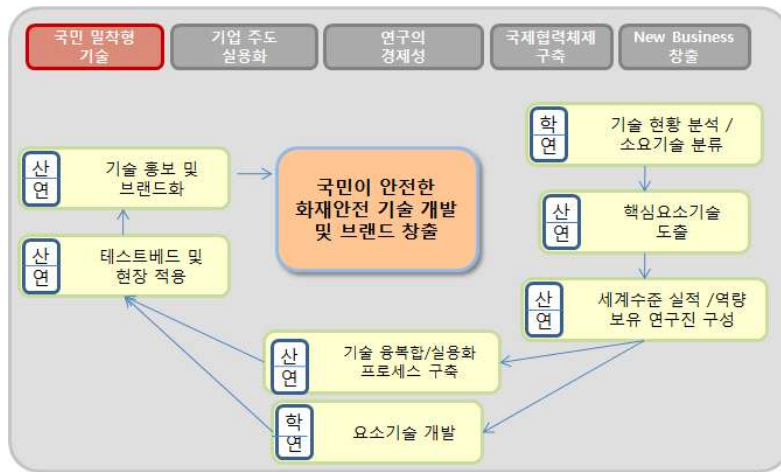 국민 밀착형
기술
기업 주도
실용화
연구의
경제성
국제협력체제
구축
New Business
창출
학
연
기술 현황 분석 /
소요기술 분류
산
연
기술 홍보 및
브랜드화
국민이 안전한
화재안전 기술 개발
및 브랜드 창출
산
연
핵심요소기술
도출
산
연
테스트베드 및
현장 적용
산
연
세계수준 실적 /역량
보유 연구진 구성
산
연
기술 융복합/실용화
프로세스 구축
학
연
요소기술 개발